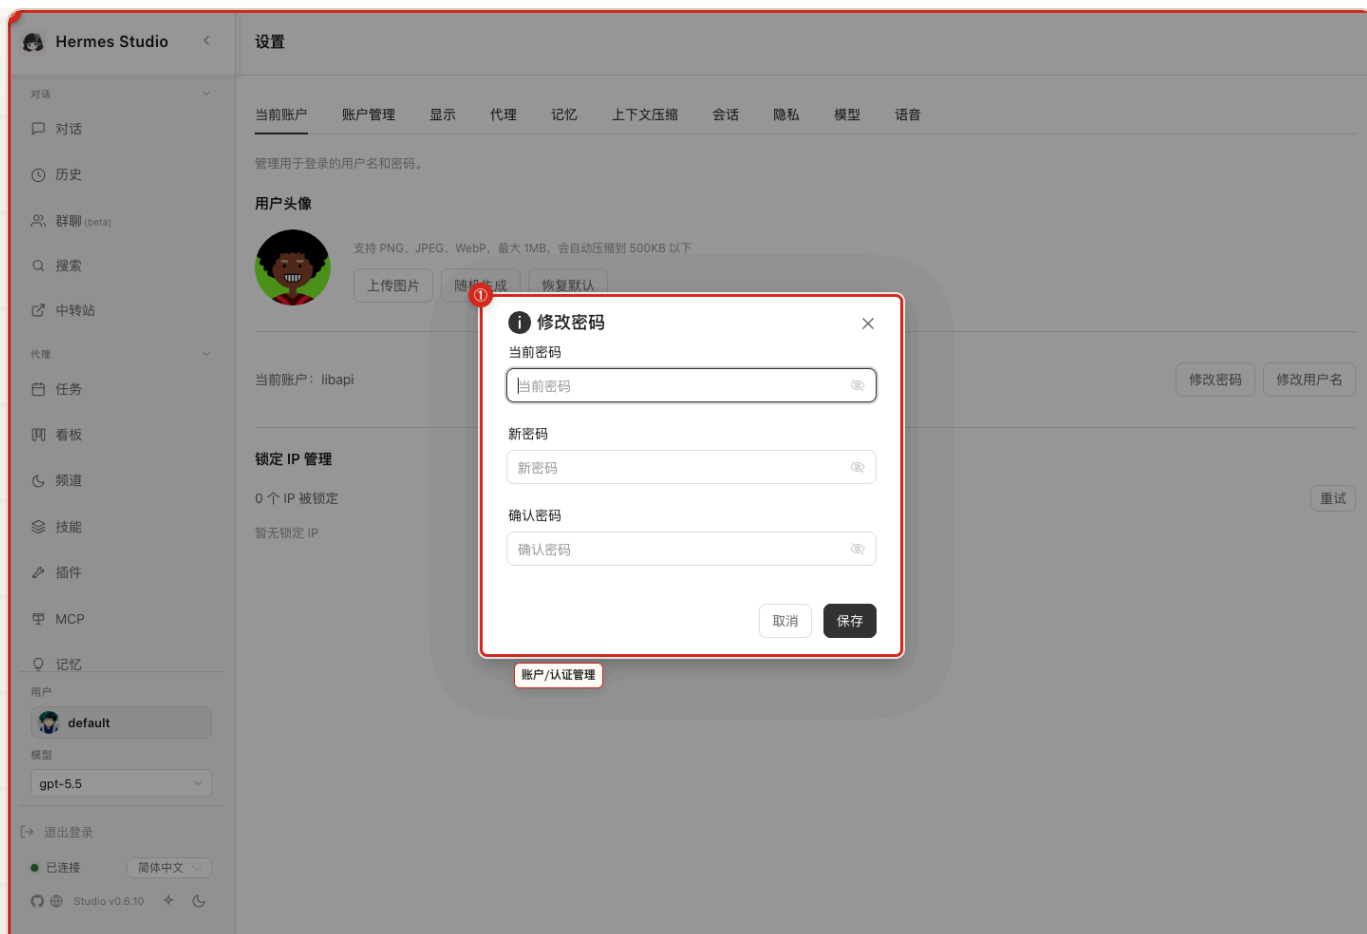 Hermes Studio
设置
对话
对话
历史
群聊 (beta)
搜索
中转站
代理
任务
看板
频道
技能
插件
MCP
记忆
用户
default
模型
gpt-5.5
退出登录
已连接
简体中文
Studio v0.6.10
当前账户 账户管理 显示 代理 记忆 上下文压缩 会话 隐私 模型 语音
管理用于登录的用户名和密码。
用户头像
支持 PNG、JPEG、WebP，最大 1MB，会自动压缩到 500KB 以下
上传图片 随机生成 恢复默认
当前账户：libapi
修改密码 修改用户名
锁定 IP 管理
0 个 IP 被锁定
重试
暂无锁定 IP
①
修改密码
当前密码
当前密码
新密码
新密码
确认密码
确认密码
取消 保存
账户/认证管理